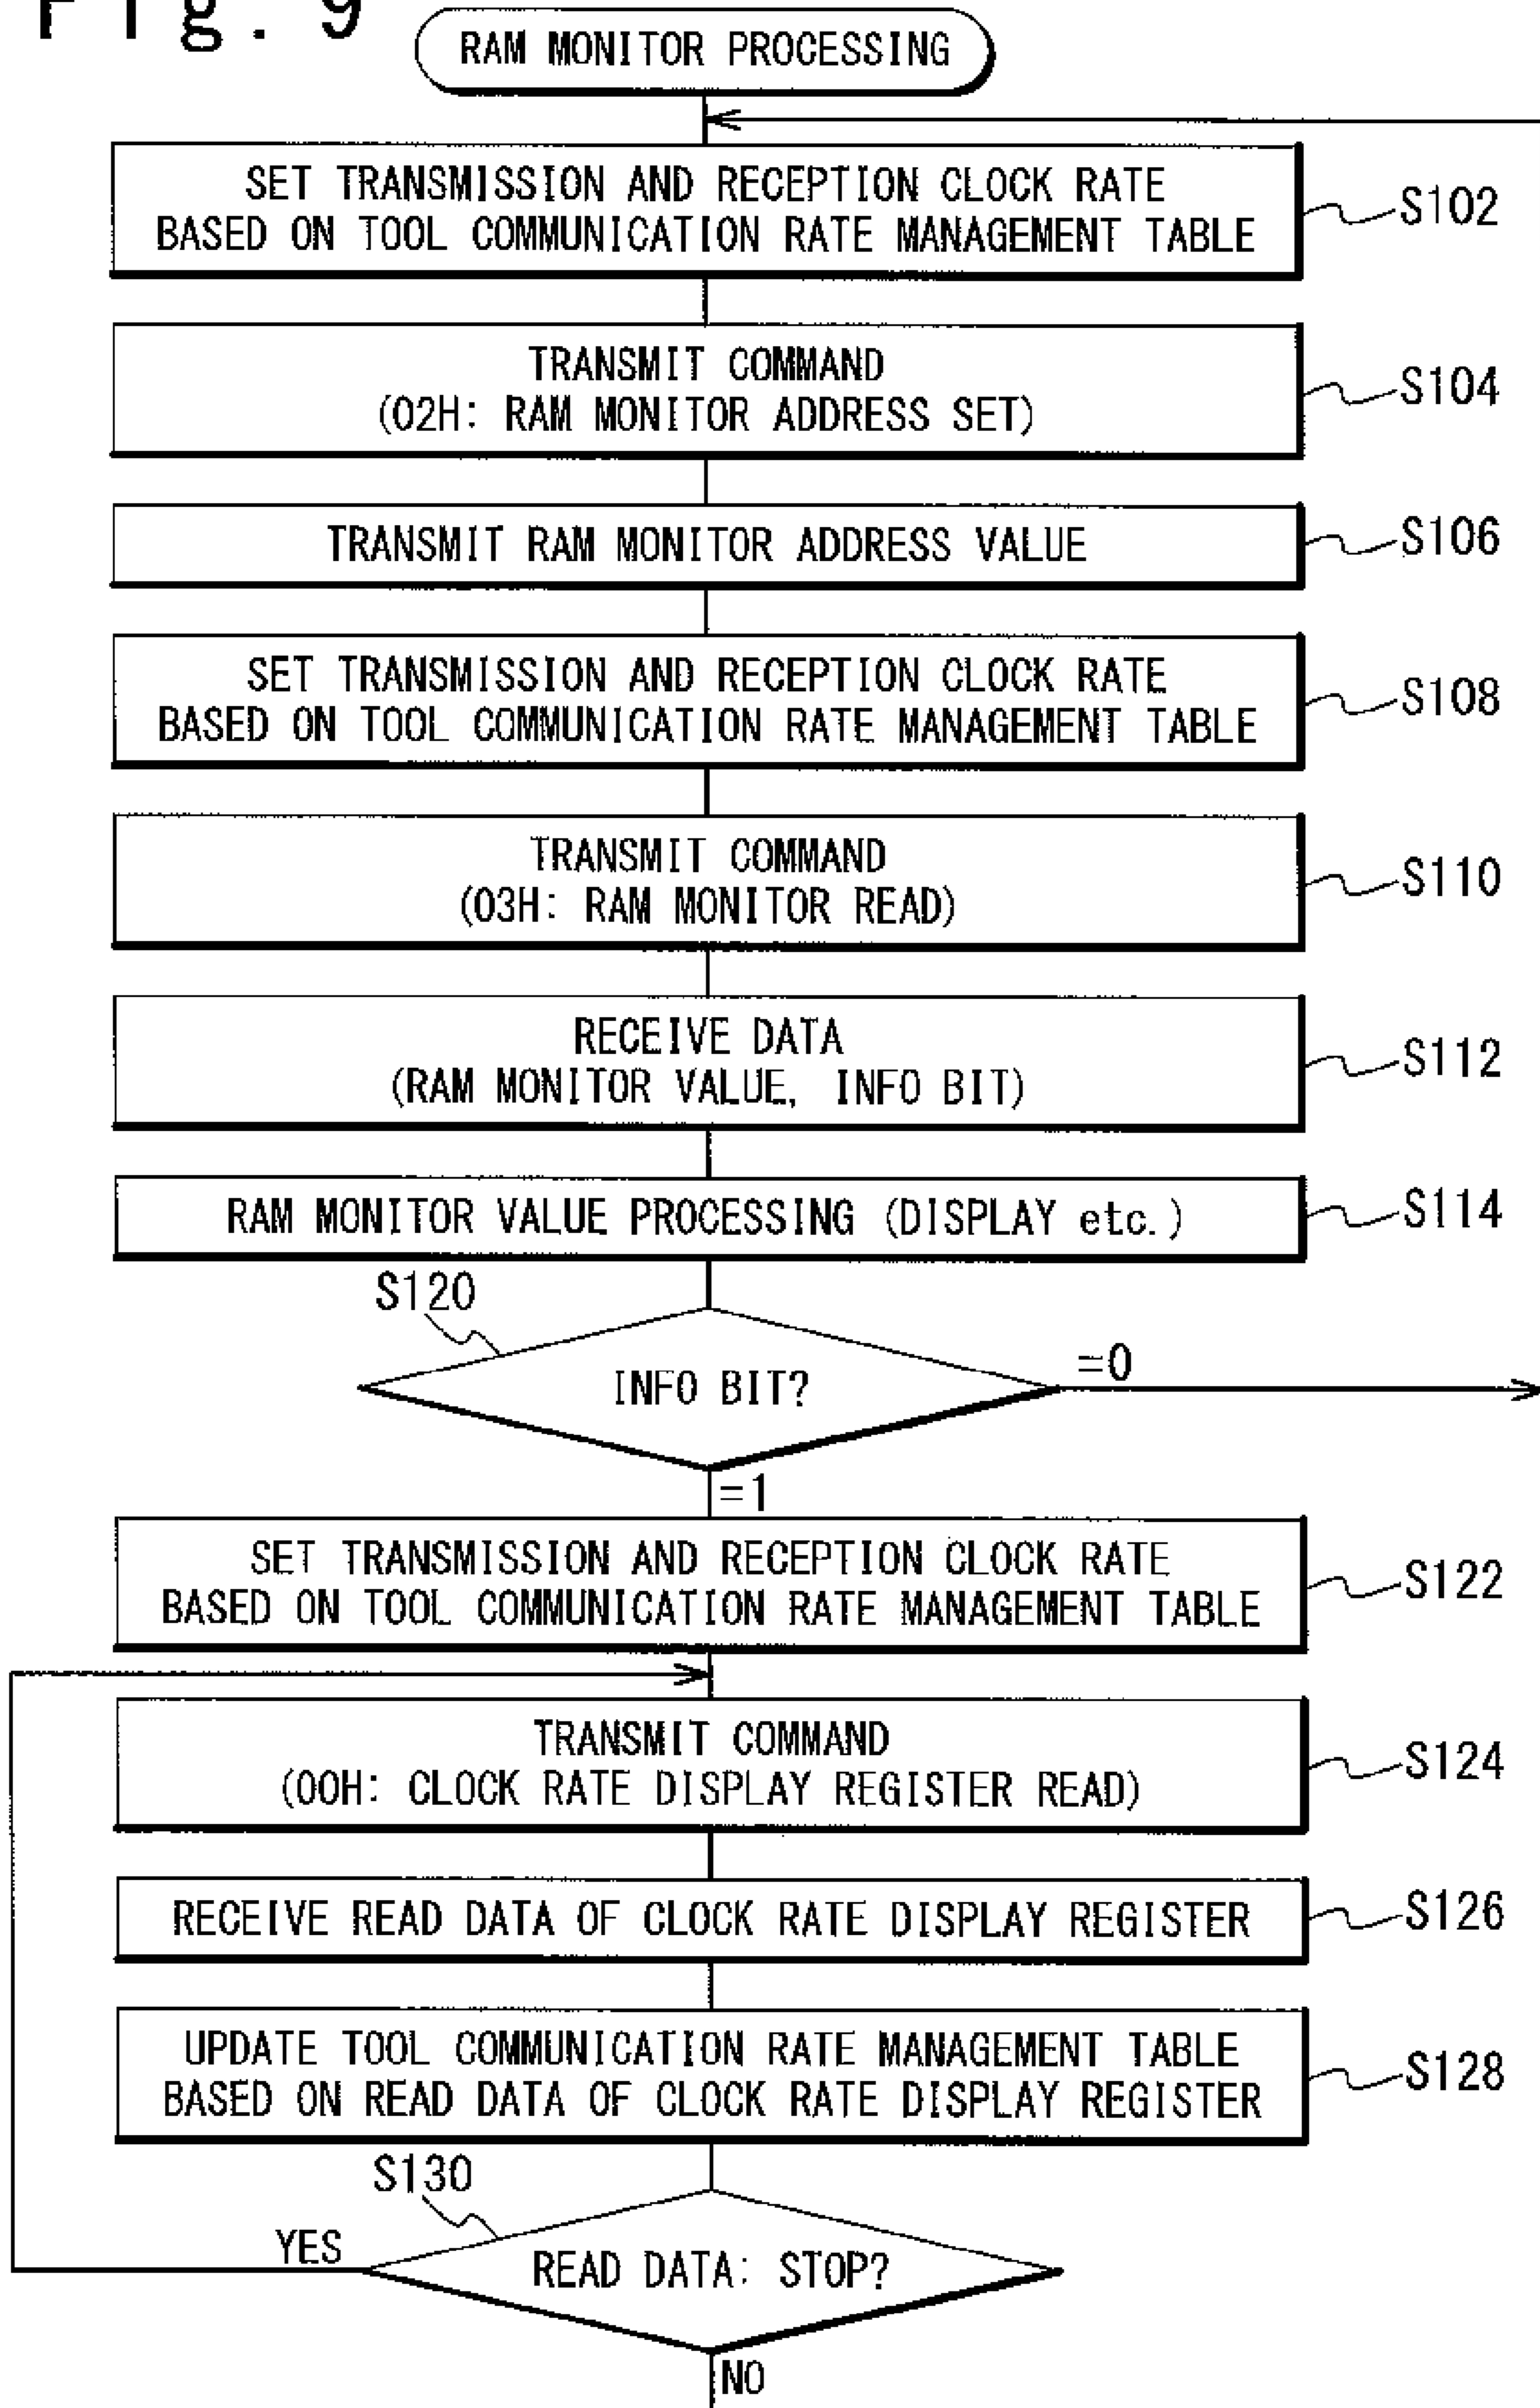 Fig. 9
RAM MONITOR PROCESSING
SET TRANSMISSION AND RECEPTION CLOCK RATE
BASED ON TOOL COMMUNICATION RATE MANAGEMENT TABLE
S102
TRANSMIT COMMAND
(02H: RAM MONITOR ADDRESS SET)
S104
TRANSMIT RAM MONITOR ADDRESS VALUE
S106
SET TRANSMISSION AND RECEPTION CLOCK RATE
BASED ON TOOL COMMUNICATION RATE MANAGEMENT TABLE
S108
TRANSMIT COMMAND
(03H: RAM MONITOR READ)
S110
RECEIVE DATA
(RAM MONITOR VALUE, INFO BIT)
S112
RAM MONITOR VALUE PROCESSING (DISPLAY etc.)
S114
S120
INFO BIT?
=0
=1
SET TRANSMISSION AND RECEPTION CLOCK RATE
BASED ON TOOL COMMUNICATION RATE MANAGEMENT TABLE
S122
TRANSMIT COMMAND
(00H: CLOCK RATE DISPLAY REGISTER READ)
S124
RECEIVE READ DATA OF CLOCK RATE DISPLAY REGISTER
S126
UPDATE TOOL COMMUNICATION RATE MANAGEMENT TABLE
BASED ON READ DATA OF CLOCK RATE DISPLAY REGISTER
S128
S130
YES
READ DATA: STOP?
NO